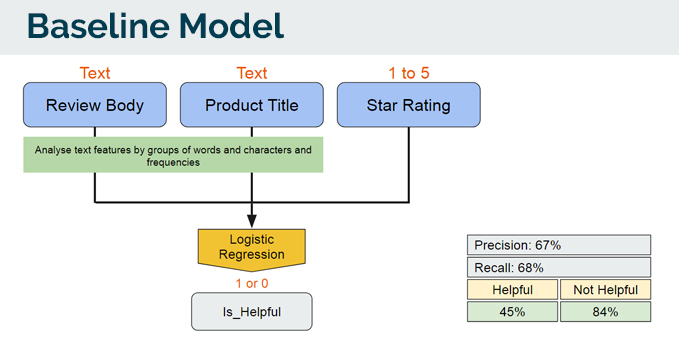 Baseline Model
Text
Text
1 to 5
Review Body
Product Title
Star Rating
Analyse text features by groups of words and characters and
frequencies
Logistic
Regression
1 or 0
Is_Helpful
Precision: 67%
Recall: 68%
Helpful
Not Helpful
45%
84%